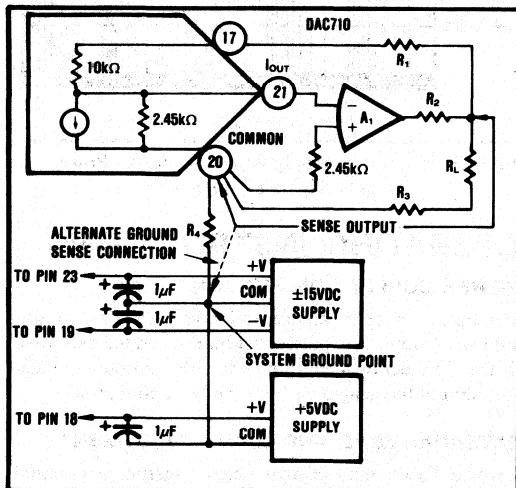 DAC710
17
10kΩ
2.45kΩ
IOUT
21
COMMON
20
−
+
A1
2.45kΩ
R1
R2
RL
R3
R4
SENSE OUTPUT
ALTERNATE GROUND
SENSE CONNECTION
TO PIN 23
+
1μF
+
1μF
TO PIN 19
+V
COM
−V
±15VDC
SUPPLY
SYSTEM GROUND POINT
TO PIN 18
+
1μF
+V
COM
+5VDC
SUPPLY